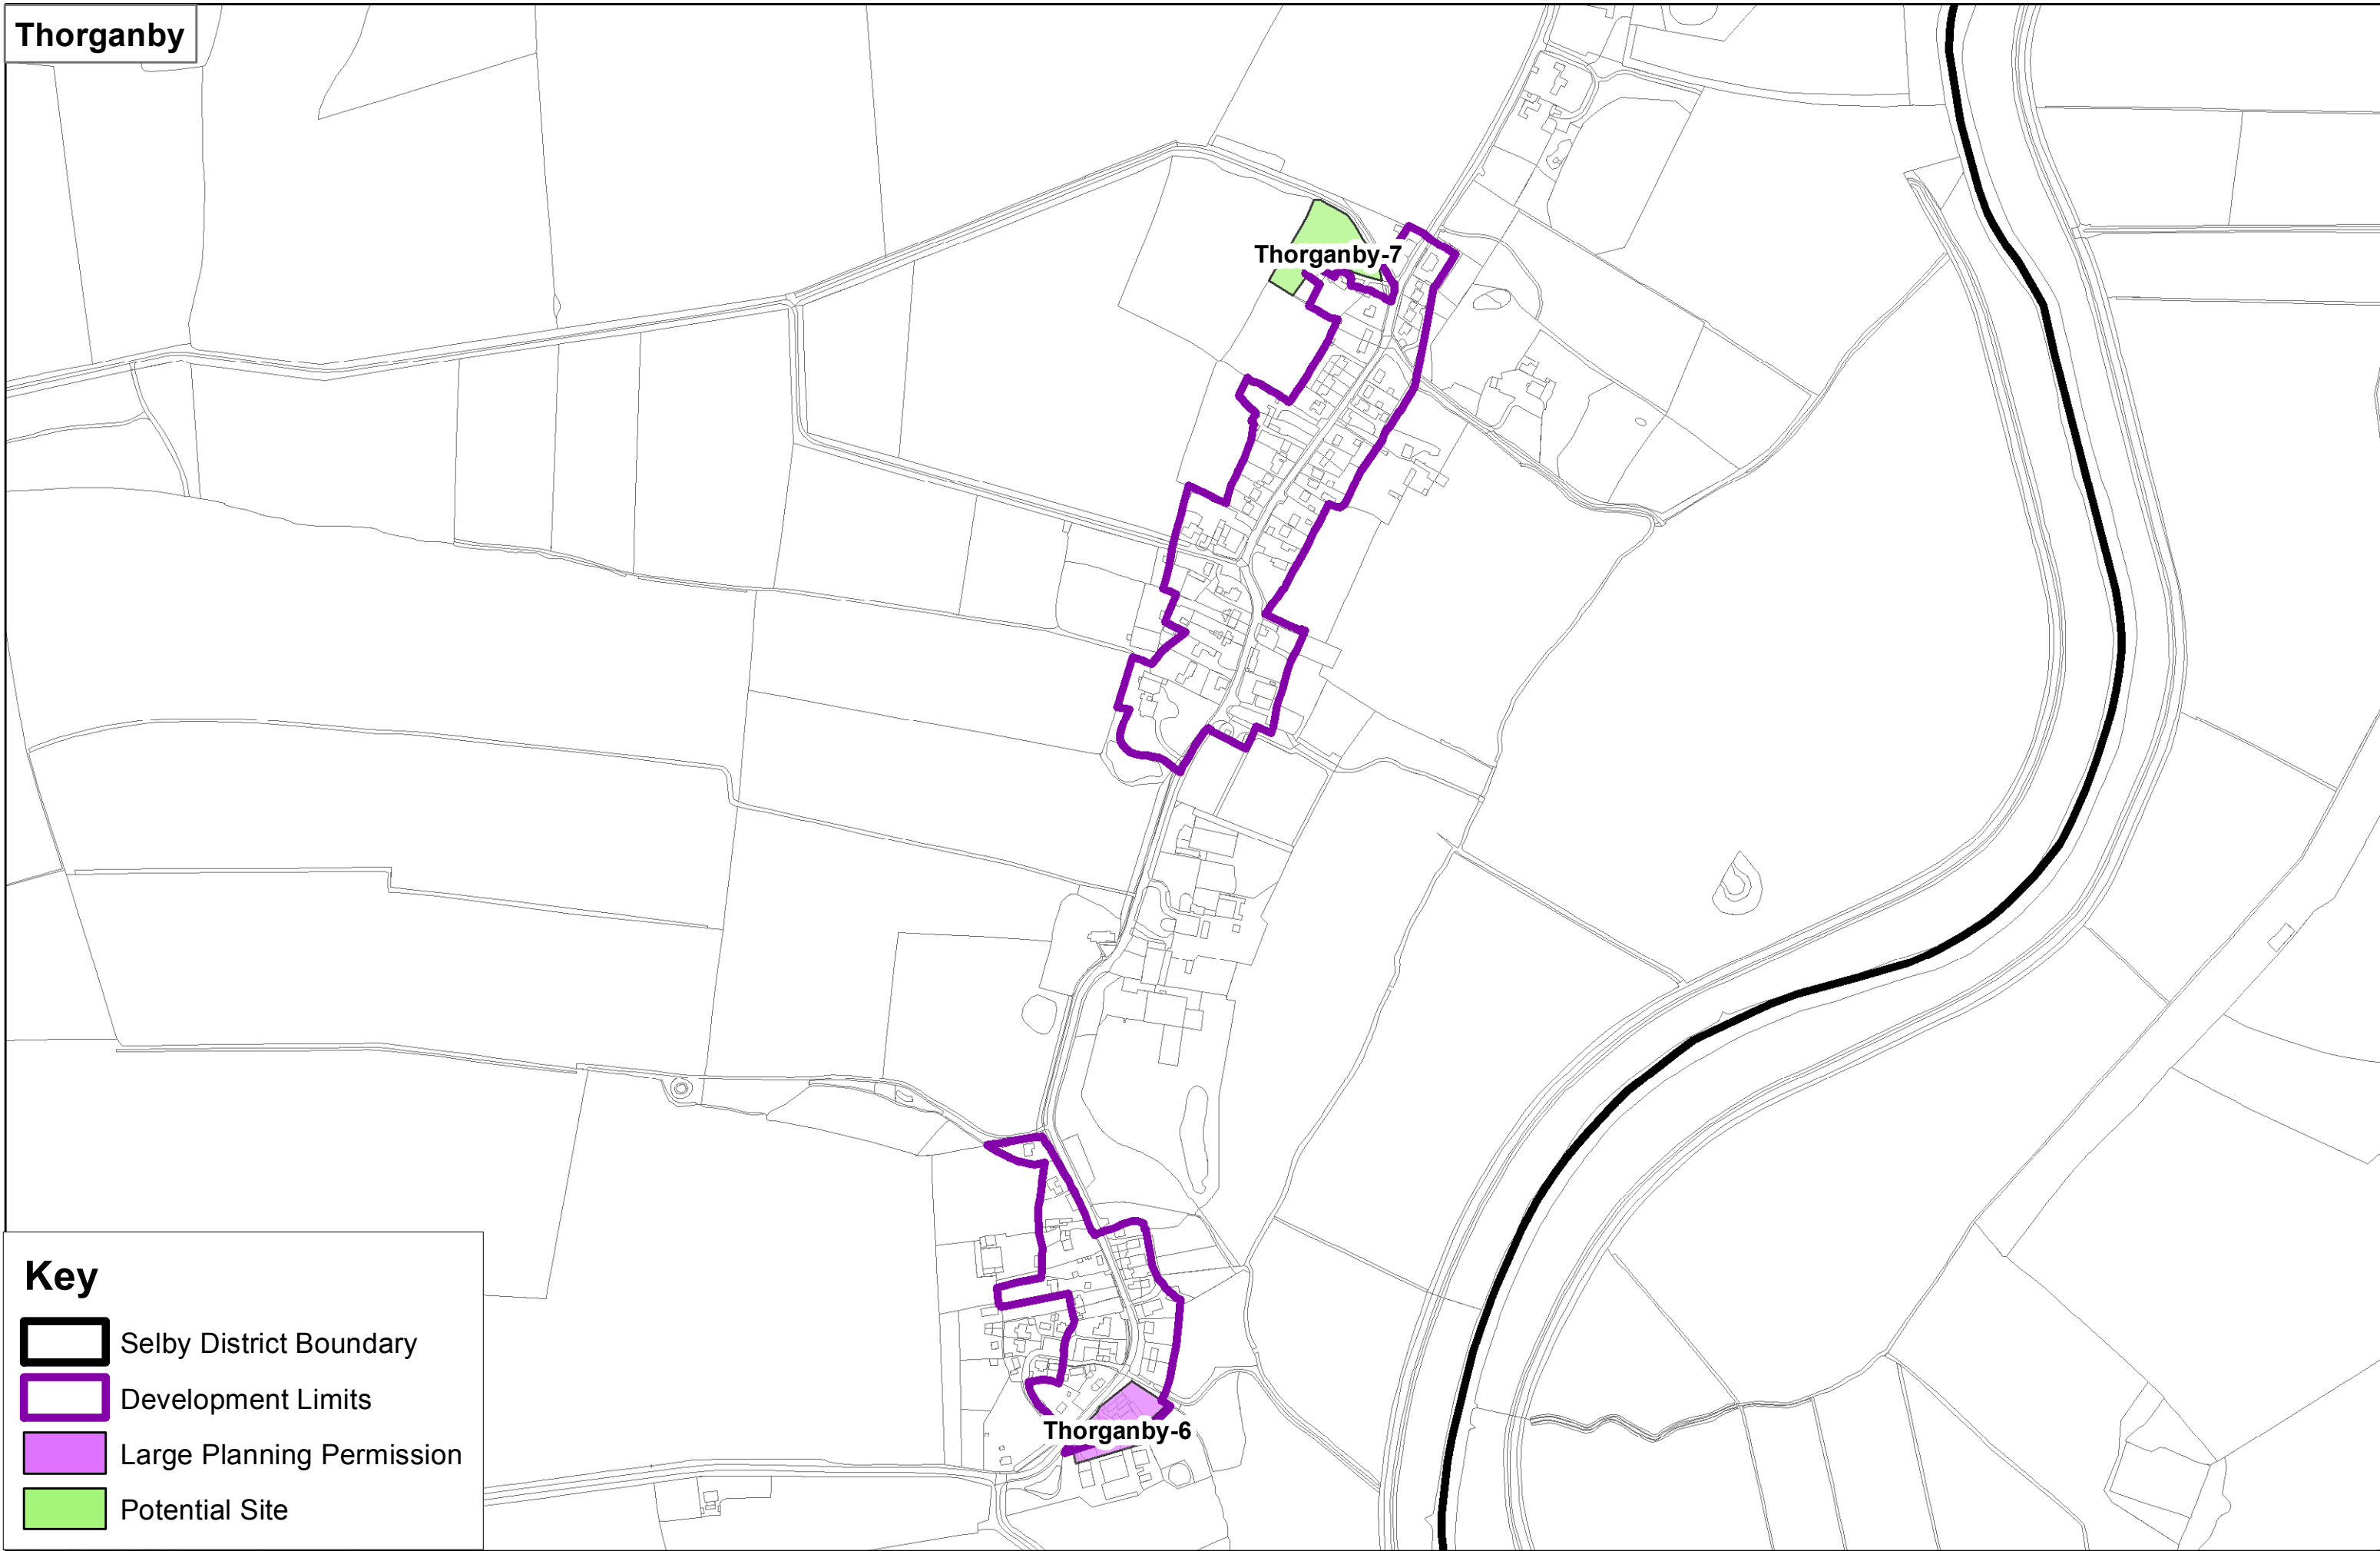 Thorganby
Thorganby-7
Thorganby-6
Key
Selby District Boundary
Development Limits
Large Planning Permission
Potential Site